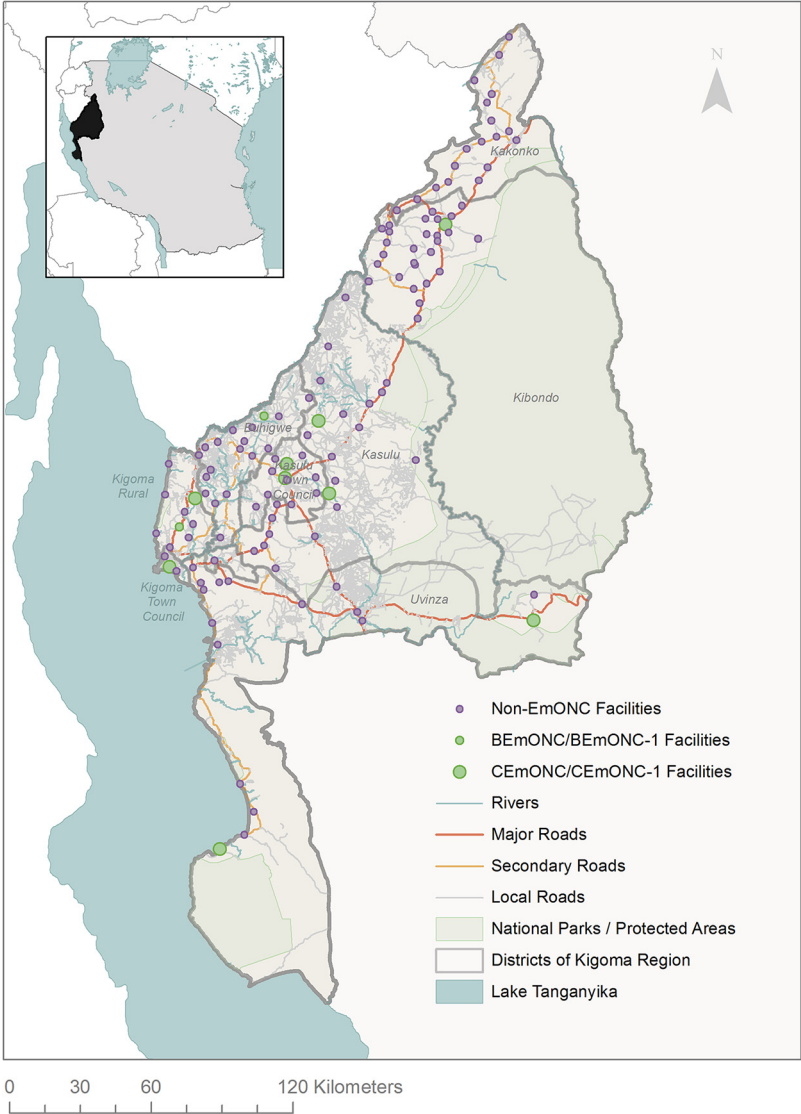 N
Kakonko
Kibondo
Buhigwe
Kasulu
Kasulu
Town
Council
Kigoma
Rural
Kigoma
Town
Council
Uvinza
Non-EmONC Facilities
BEmONC/BEmONC-1 Facilities
CEmONC/CEmONC-1 Facilities
Rivers
Major Roads
Secondary Roads
Local Roads
National Parks / Protected Areas
Districts of Kigoma Region
Lake Tanganyika
0 30 60 120 Kilometers